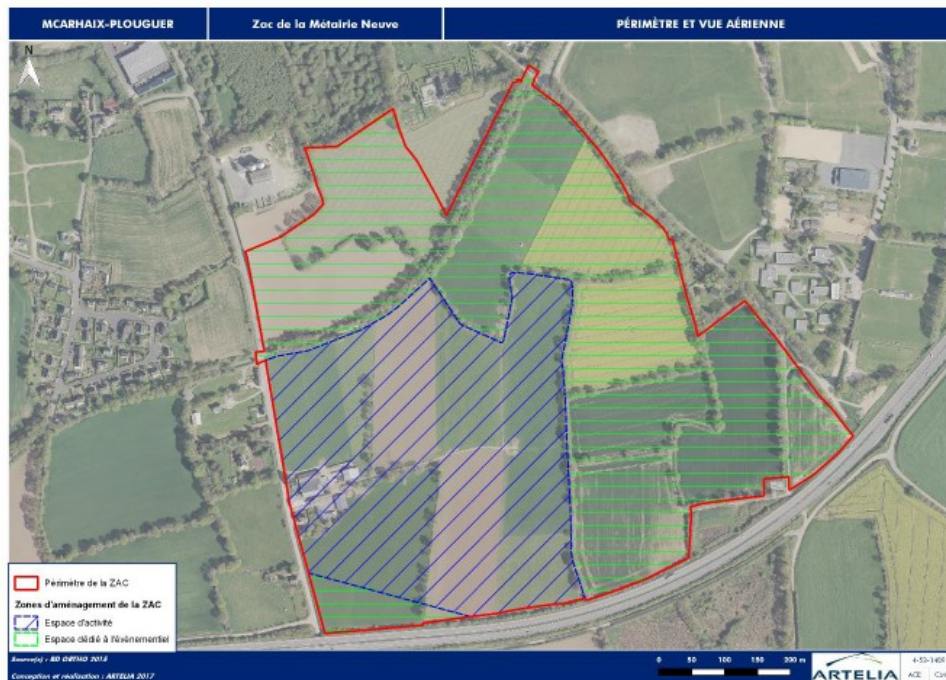 MCARHAIX-PLOUGUER
Zac de la Métairie Neuve
PÉRIMÈTRE ET VUE AÉRIENNE
N
Périmètre de la ZAC
Zones d'aménagement de la ZAC
Espace d'activité
Espace dédié à l'évènementiel
Source(s) : BD ORTHO 2015
Conception et réalisation : ARTELIA 2017
0 50 100 150 200 m
ARTELIA
ACE